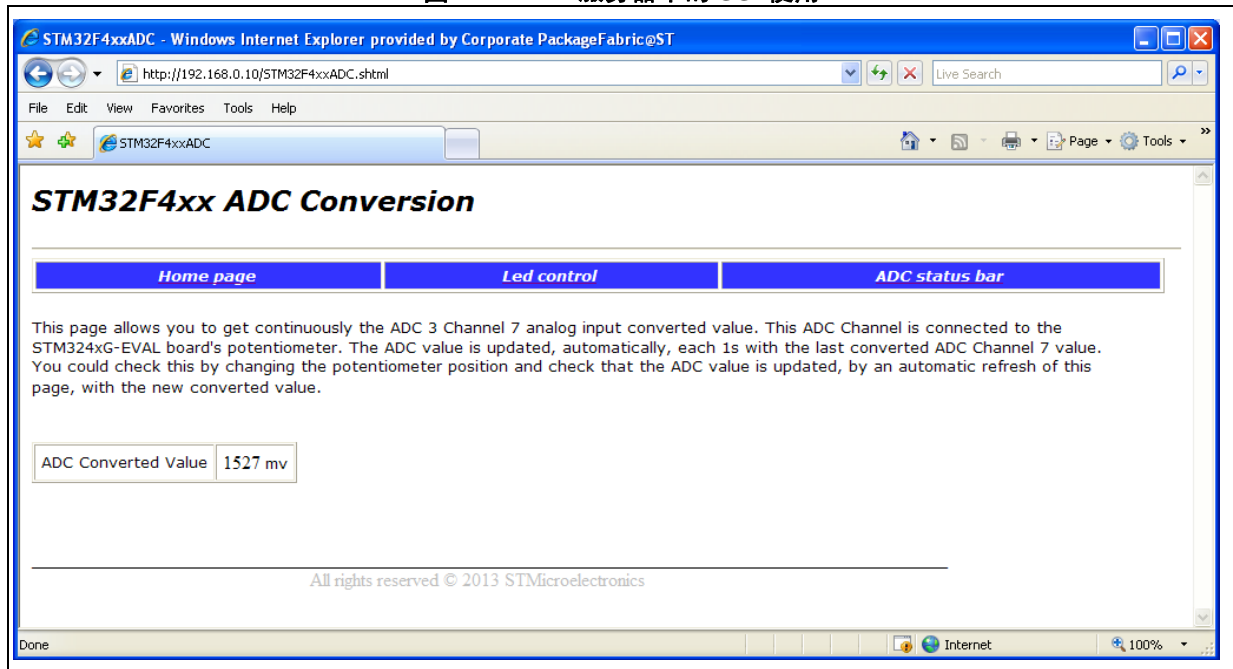 STM32F4xxADC - Windows Internet Explorer provided by Corporate PackageFabric@ST
http://192.168.0.10/STM32F4xxADC.shtml
Live Search
File Edit View Favorites Tools Help
STM32F4xxADC
Page Tools
STM32F4xx ADC Conversion
Home page Led control ADC status bar
This page allows you to get continuously the ADC 3 Channel 7 analog input converted value. This ADC Channel is connected to the
STM324xG-EVAL board's potentiometer. The ADC value is updated, automatically, each 1s with the last converted ADC Channel 7 value.
You could check this by changing the potentiometer position and check that the ADC value is updated, by an automatic refresh of this
page, with the new converted value.
ADC Converted Value 1527 mv
All rights reserved © 2013 STMicroelectronics
Done Internet 100%